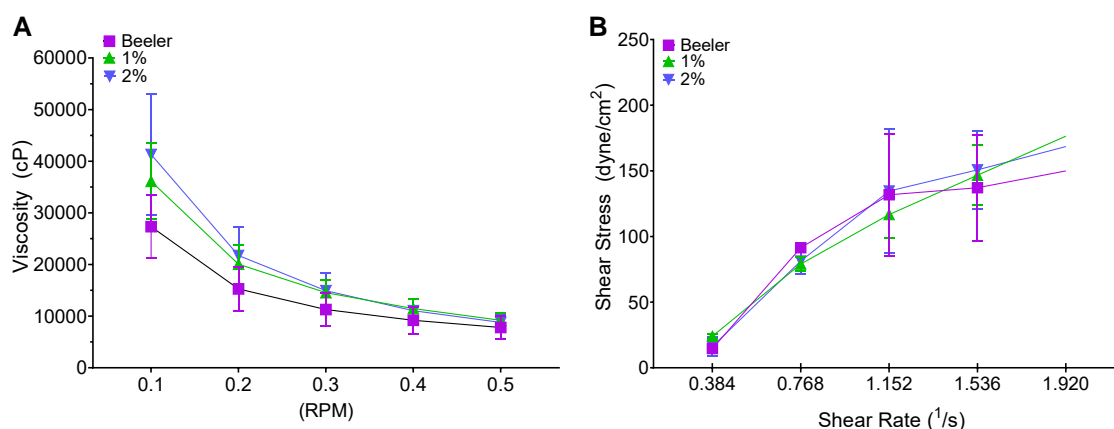 A
Beeler
1%
2%
60000
50000
40000
30000
20000
10000
0
Viscosity (cP)
0.1 0.2 0.3 0.4 0.5
(RPM)
B
Beeler
1%
2%
250
200
150
100
50
0
Shear Stress (dyne/cm²)
0.384 0.768 1.152 1.536 1.920
Shear Rate (¹/s)